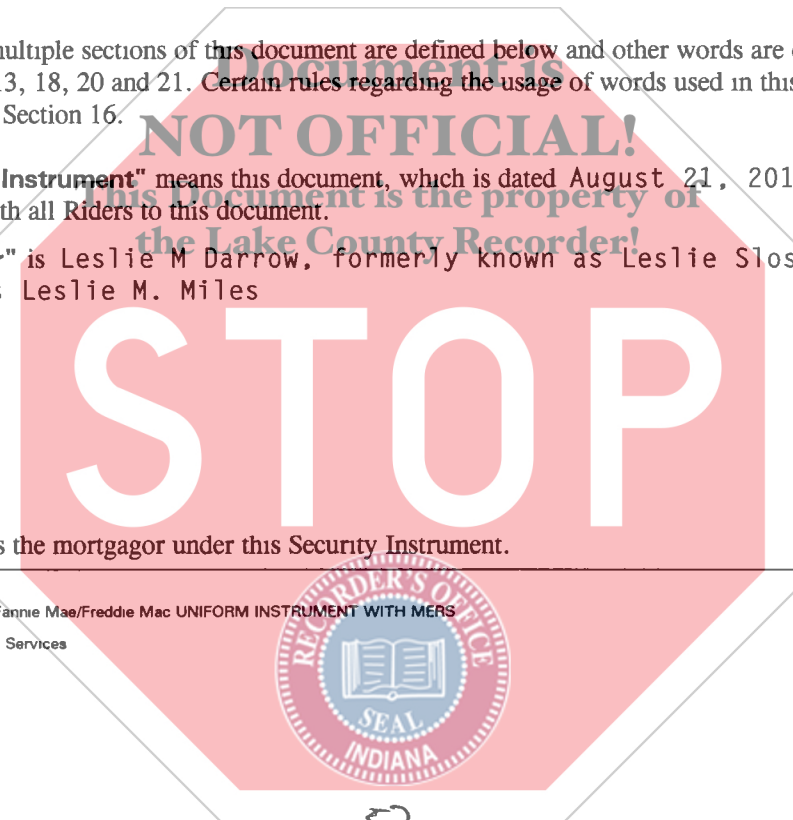 multiple sections of this document are defined below and other words are
Document is
13, 18, 20 and 21. Certain rules regarding the usage of words used in this
Section 16.
NOT OFFICIAL!
Instrument" means this document, which is dated August 21, 201
This Document is the property of
th all Riders to this document.
the Lake County Recorder!
" is Leslie M Darrow, formerly known as Leslie Slos
s Leslie M. Miles
STOP
s the mortgagor under this Security Instrument.
Fannie Mae/Freddie Mac UNIFORM INSTRUMENT WITH MERS
Services
RECORDER'S OFFICE
SEAL
INDIANA